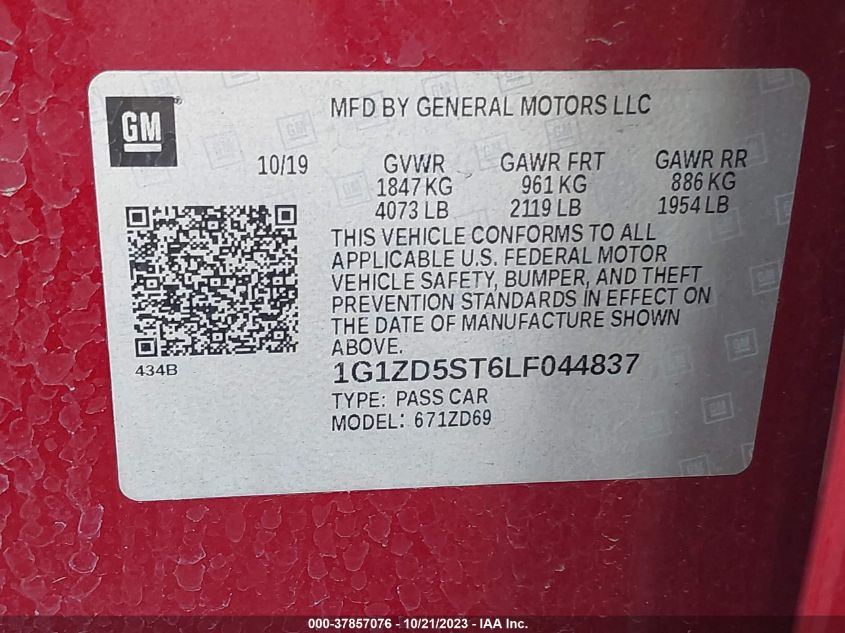 GM®
MFD BY GENERAL MOTORS LLC
10/19 GVWR GAWR FRT GAWR RR
1847 KG 961 KG 886 KG
4073 LB 2119 LB 1954 LB
THIS VEHICLE CONFORMS TO ALL
APPLICABLE U.S. FEDERAL MOTOR
VEHICLE SAFETY, BUMPER, AND THEFT
PREVENTION STANDARDS IN EFFECT ON
THE DATE OF MANUFACTURE SHOWN
ABOVE.
434B
1G1ZD5ST6LF044837
TYPE: PASS CAR
MODEL: 671ZD69
000-37857076 - 10/21/2023 - IAA Inc.